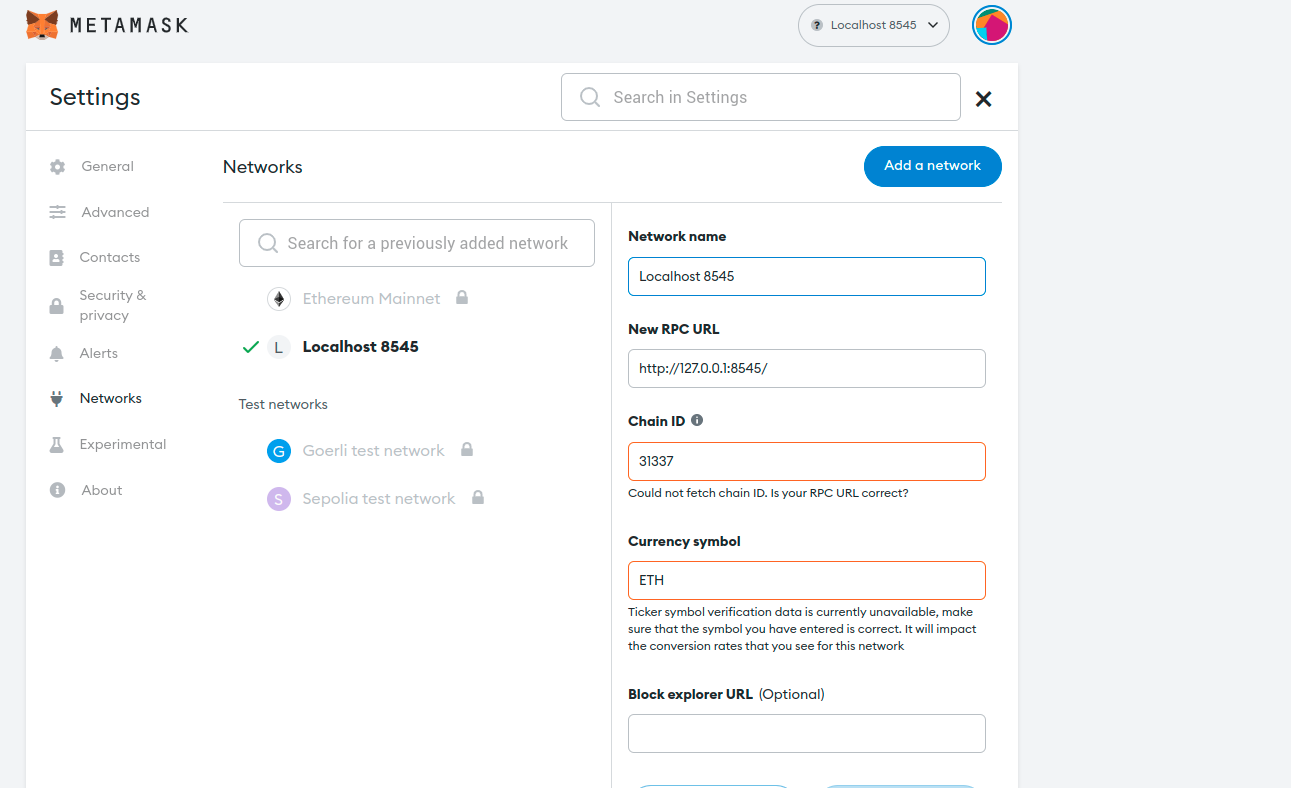 METAMASK
? Localhost 8545
Settings
Search in Settings
General
Advanced
Contacts
Security &
privacy
Alerts
Networks
Experimental
About
Networks
Add a network
Search for a previously added network
Ethereum Mainnet
L Localhost 8545
Test networks
G Goerli test network
S Sepolia test network
Network name
Localhost 8545
New RPC URL
http://127.0.0.1:8545/
Chain ID
31337
Could not fetch chain ID. Is your RPC URL correct?
Currency symbol
ETH
Ticker symbol verification data is currently unavailable, make
sure that the symbol you have entered is correct. It will impact
the conversion rates that you see for this network
Block explorer URL (Optional)